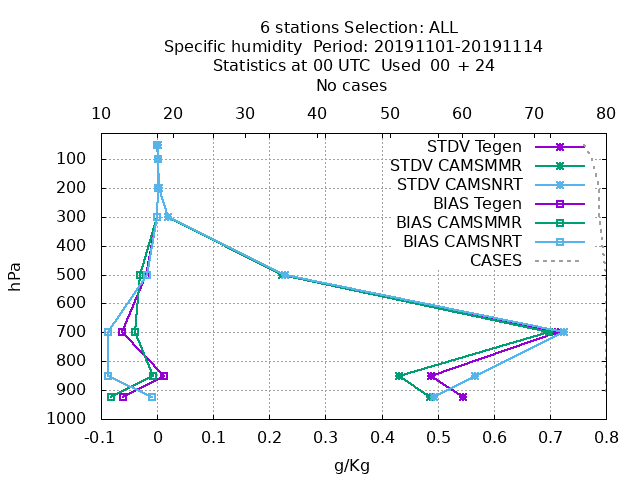 6 stations Selection: ALL
Specific humidity  Period: 20191101-20191114
Statistics at 00 UTC  Used  00 + 24
No cases
10 20 30 40 50 60 70 80
STDV Tegen
STDV CAMSMMR
STDV CAMSNRT
BIAS Tegen
BIAS CAMSMMR
BIAS CAMSNRT
CASES
hPa
100
200
300
400
500
600
700
800
900
1000
-0.1 0 0.1 0.2 0.3 0.4 0.5 0.6 0.7 0.8
g/Kg